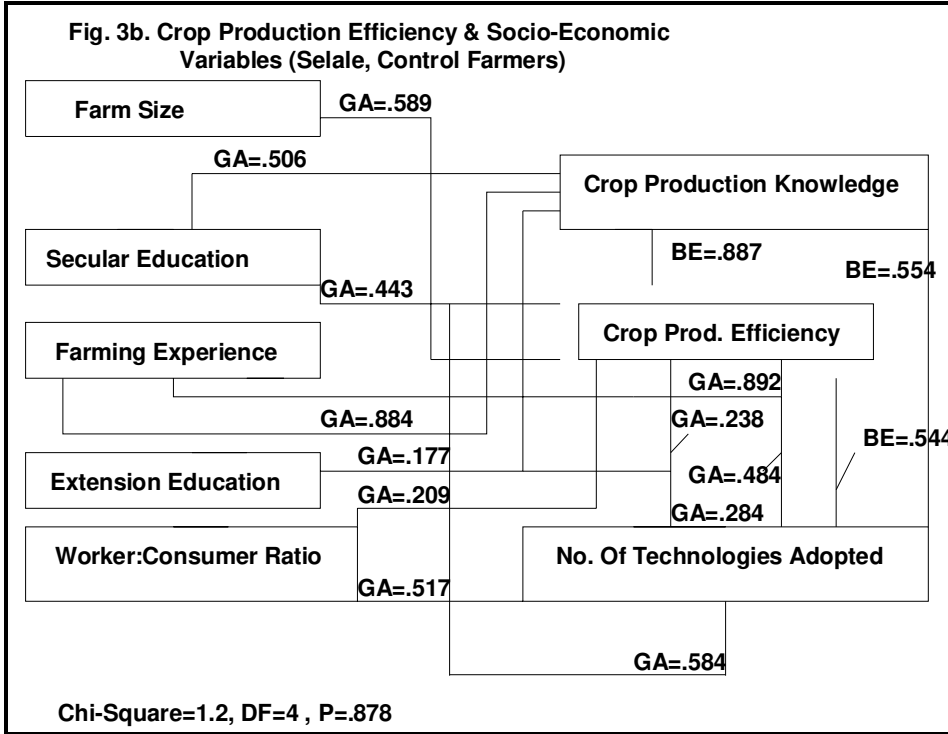 Fig. 3b. Crop Production Efficiency & Socio-Economic
Variables (Selale, Control Farmers)
Farm Size
GA=.589
GA=.506
Crop Production Knowledge
Secular Education
BE=.887
BE=.554
GA=.443
Farming Experience
Crop Prod. Efficiency
GA=.892
GA=.884
GA=.238
BE=.544
GA=.177
Extension Education
GA=.484
GA=.209
GA=.284
Worker:Consumer Ratio
No. Of Technologies Adopted
GA=.517
GA=.584
Chi-Square=1.2, DF=4 , P=.878